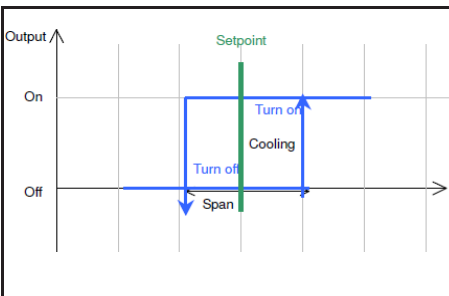 Output
Setpoint
On
Turn on
Cooling
Turn off
Off
Span